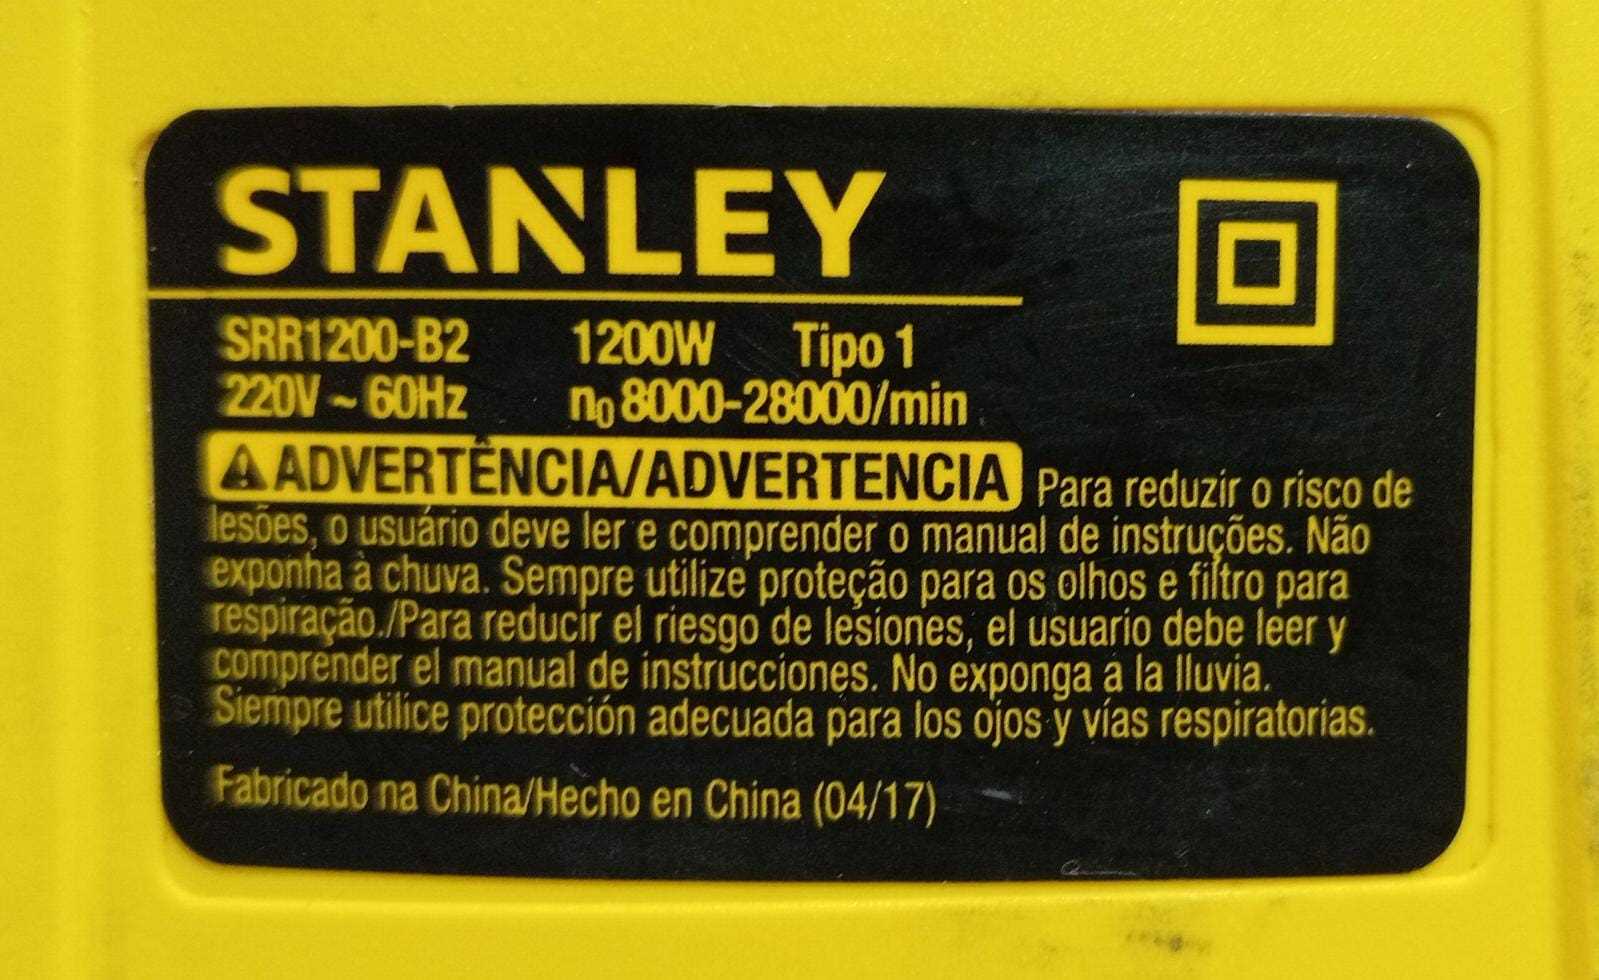 STANLEY
SRR1200-B2 1200W Tipo 1
220V ~ 60Hz n₀ 8000-28000/min
⚠ ADVERTÊNCIA/ADVERTENCIA Para reduzir o risco de
lesões, o usuário deve ler e comprender o manual de instruções. Não
exponha à chuva. Sempre utilize proteção para os olhos e filtro para
respiração./Para reducir el riesgo de lesiones, el usuario debe leer y
comprender el manual de instrucciones. No exponga a la lluvia.
Siempre utilice protección adecuada para los ojos y vías respiratorias.
Fabricado na China/Hecho en China (04/17)